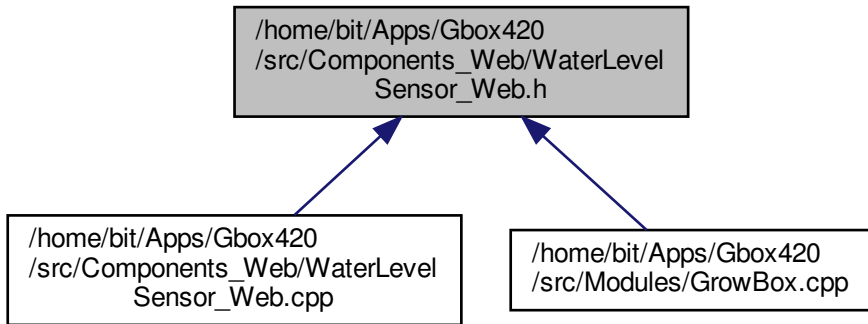 /home/bit/Apps/Gbox420
/src/Components_Web/WaterLevel
Sensor_Web.h
/home/bit/Apps/Gbox420
/src/Components_Web/WaterLevel
Sensor_Web.cpp
/home/bit/Apps/Gbox420
/src/Modules/GrowBox.cpp